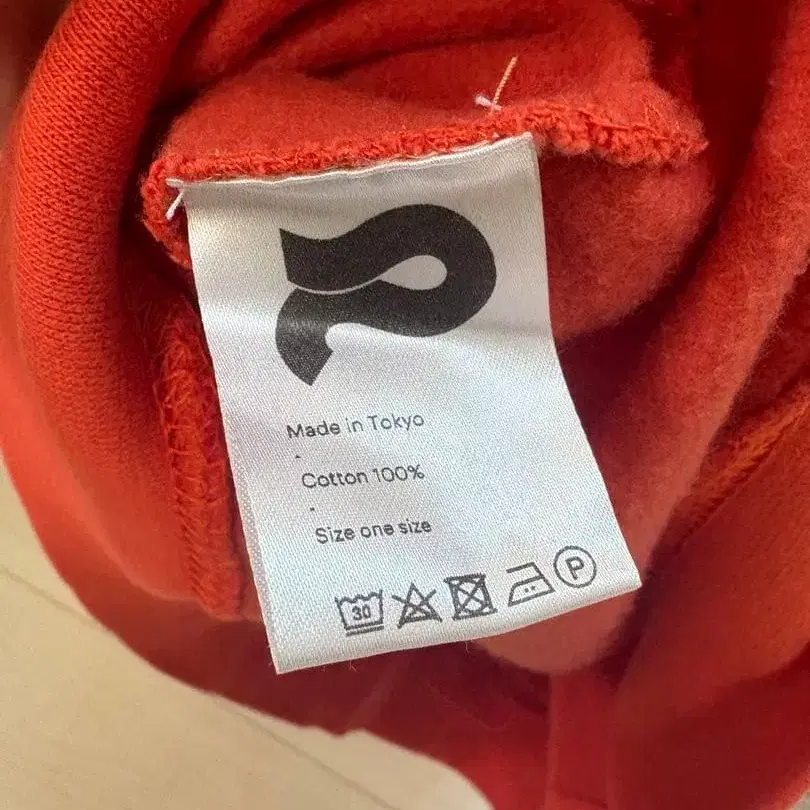 Made in Tokyo
Cotton 100%
Size one size
30 P